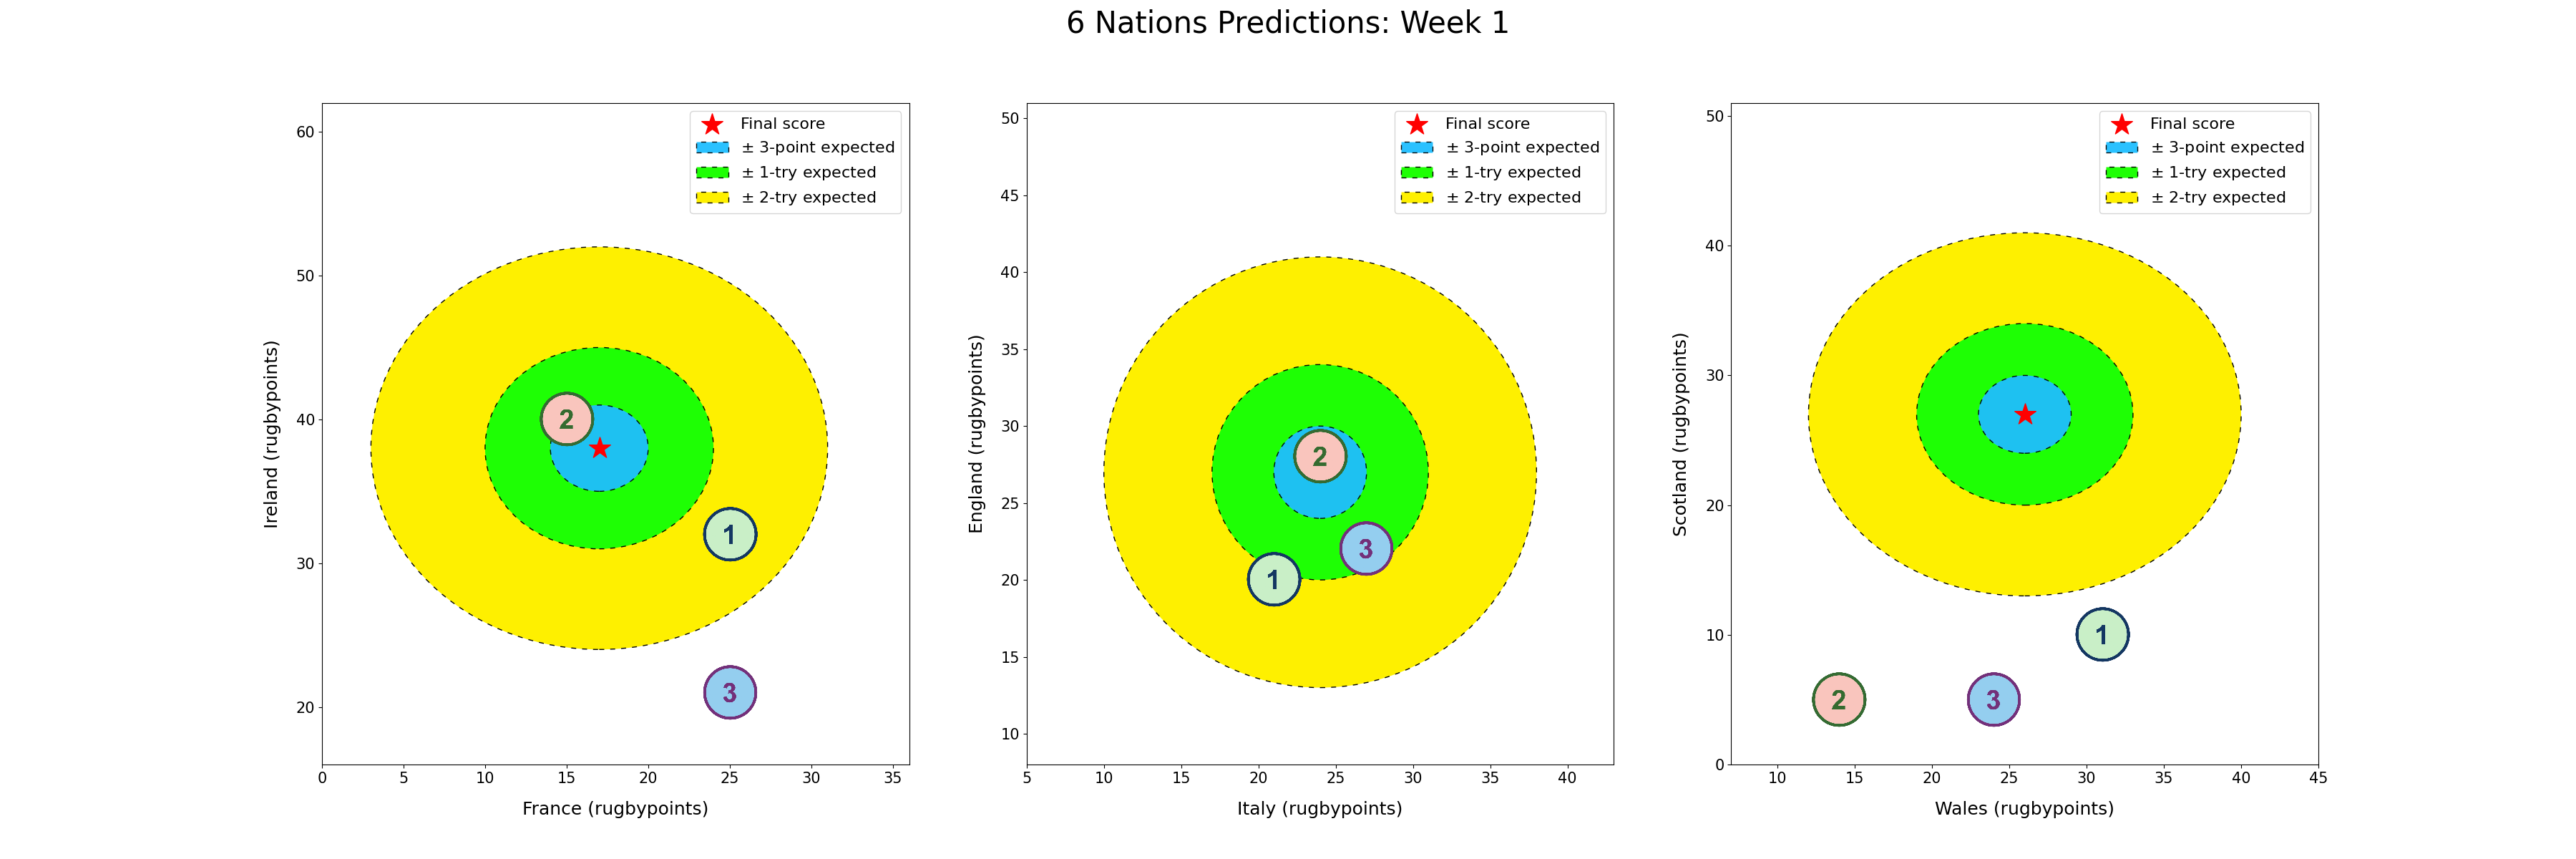 6 Nations Predictions: Week 1
Final score
± 3-point expected
± 1-try expected
± 2-try expected
60
50
40
30
20
Ireland (rugbypoints)
2
1
3
0 5 10 15 20 25 30 35
France (rugbypoints)
Final score
± 3-point expected
± 1-try expected
± 2-try expected
50
45
40
35
30
25
20
15
10
England (rugbypoints)
2
3
1
5 10 15 20 25 30 35 40
Italy (rugbypoints)
Final score
± 3-point expected
± 1-try expected
± 2-try expected
50
40
30
20
10
0
Scotland (rugbypoints)
1
2
3
10 15 20 25 30 35 40 45
Wales (rugbypoints)